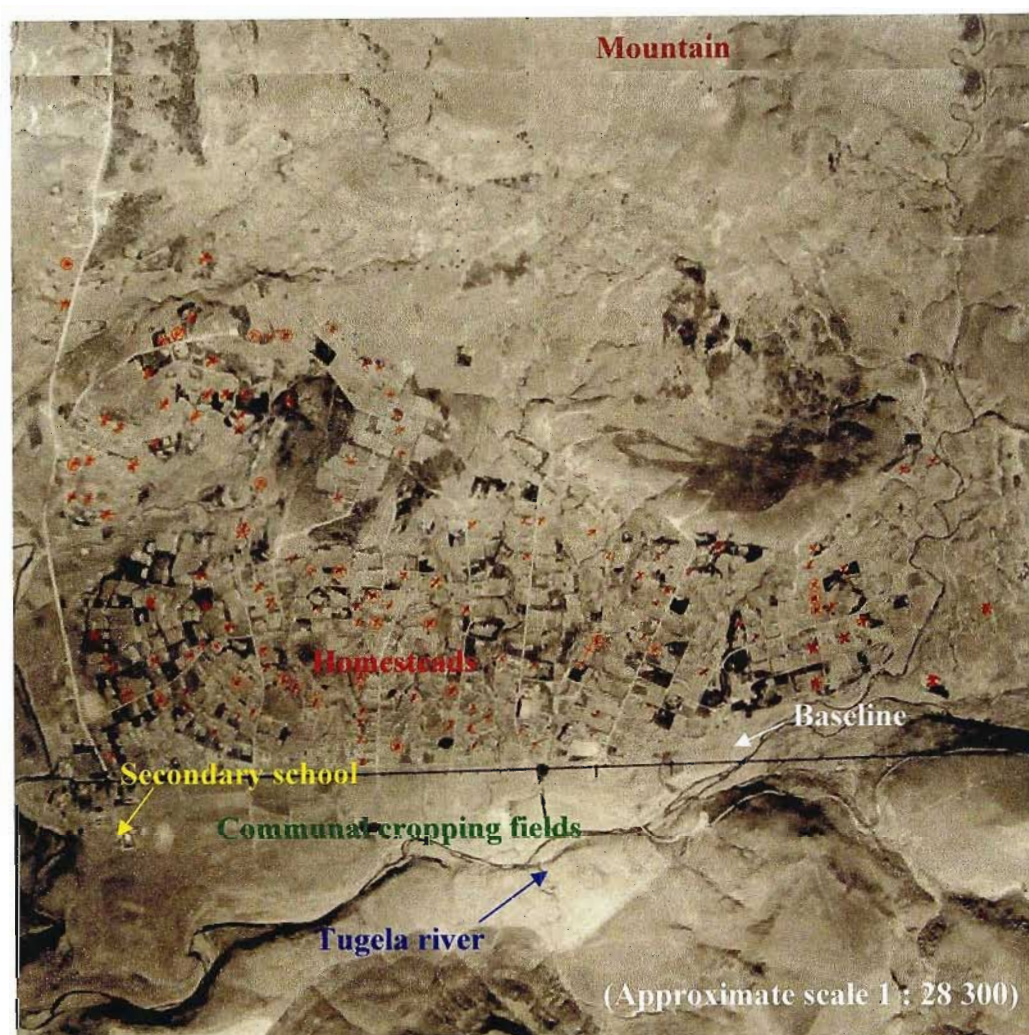 Mountain
Homesteads
Baseline
Secondary school
Communal cropping fields
Tugela river
(Approximate scale 1 : 28 300)